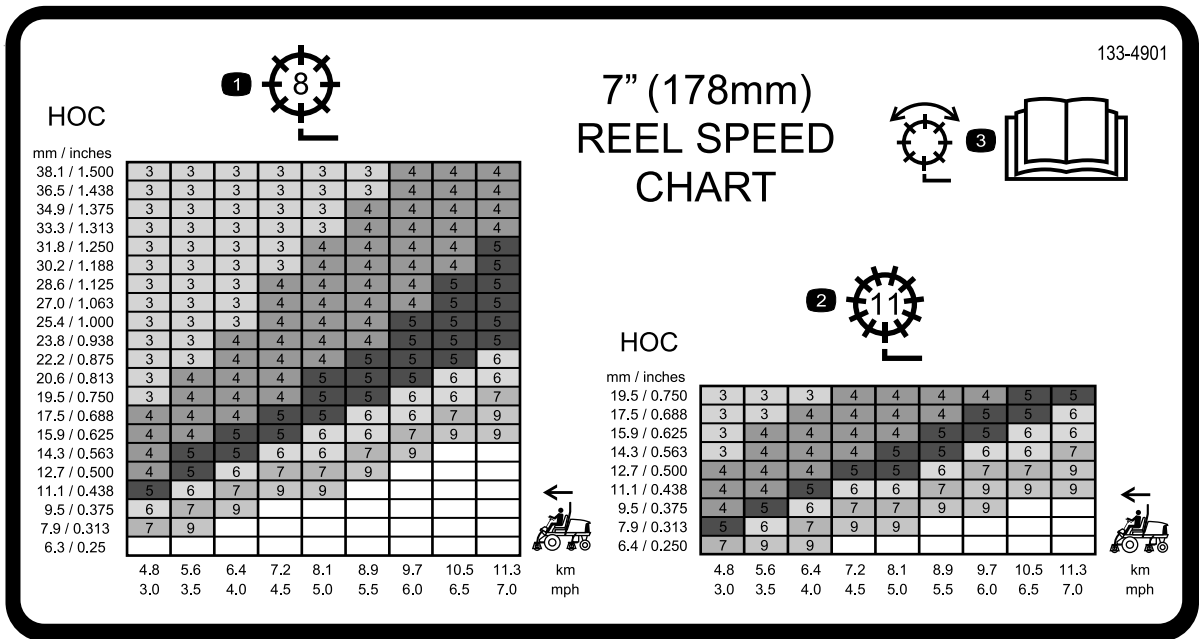 133-4901
7” (178mm)
REEL SPEED
CHART
1
8
3
HOC
mm / inches
38.1 / 1.500 3 3 3 3 3 3 4 4 4
36.5 / 1.438 3 3 3 3 3 3 4 4 4
34.9 / 1.375 3 3 3 3 3 4 4 4 4
33.3 / 1.313 3 3 3 3 3 4 4 4 4
31.8 / 1.250 3 3 3 3 4 4 4 4 5
30.2 / 1.188 3 3 3 3 4 4 4 4 5
28.6 / 1.125 3 3 3 4 4 4 4 5 5
27.0 / 1.063 3 3 3 4 4 4 4 5 5
25.4 / 1.000 3 3 3 4 4 4 5 5 5
23.8 / 0.938 3 3 4 4 4 4 5 5 5
22.2 / 0.875 3 3 4 4 4 5 5 5 6
20.6 / 0.813 3 4 4 4 5 5 5 6 6
19.5 / 0.750 3 4 4 4 5 5 6 6 7
17.5 / 0.688 4 4 4 5 5 6 6 7 9
15.9 / 0.625 4 4 5 5 6 6 7 9 9
14.3 / 0.563 4 5 5 6 6 7 9
12.7 / 0.500 4 5 6 7 7 9
11.1 / 0.438 5 6 7 9 9
9.5 / 0.375 6 7 9
7.9 / 0.313 7 9
6.3 / 0.25
4.8 5.6 6.4 7.2 8.1 8.9 9.7 10.5 11.3 km
3.0 3.5 4.0 4.5 5.0 5.5 6.0 6.5 7.0 mph
2
11
HOC
mm / inches
19.5 / 0.750 3 3 3 4 4 4 4 5 5
17.5 / 0.688 3 3 4 4 4 4 5 5 6
15.9 / 0.625 3 4 4 4 4 5 5 6 6
14.3 / 0.563 3 4 4 4 5 5 6 6 7
12.7 / 0.500 4 4 4 5 5 6 7 7 9
11.1 / 0.438 4 4 5 6 6 7 9 9 9
9.5 / 0.375 4 5 6 7 7 9 9
7.9 / 0.313 5 6 7 9 9
6.4 / 0.250 7 9 9
4.8 5.6 6.4 7.2 8.1 8.9 9.7 10.5 11.3 km
3.0 3.5 4.0 4.5 5.0 5.5 6.0 6.5 7.0 mph